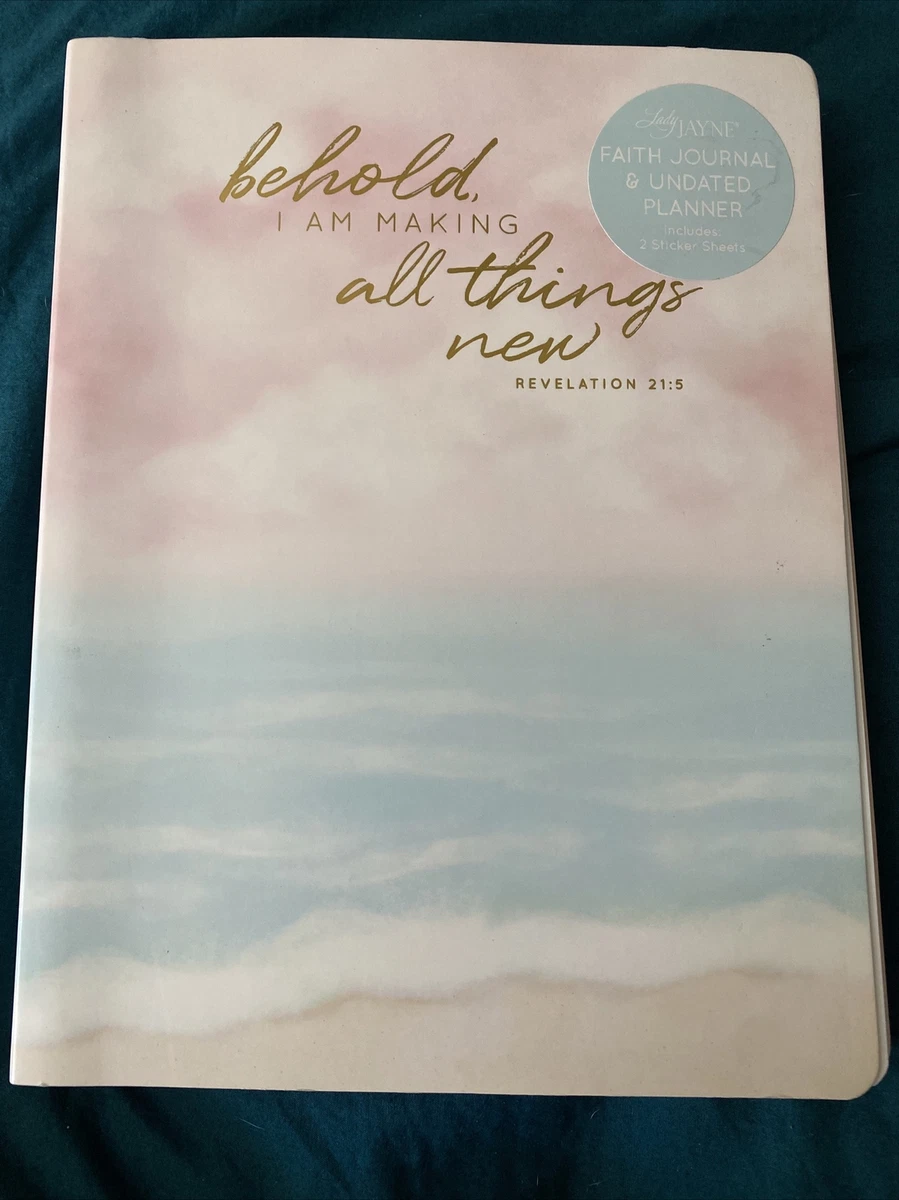 behold,
I AM MAKING
all things
new
REVELATION 21:5
Lady JAYNE®
FAITH JOURNAL
& UNDATED
PLANNER
Includes:
2 Sticker Sheets